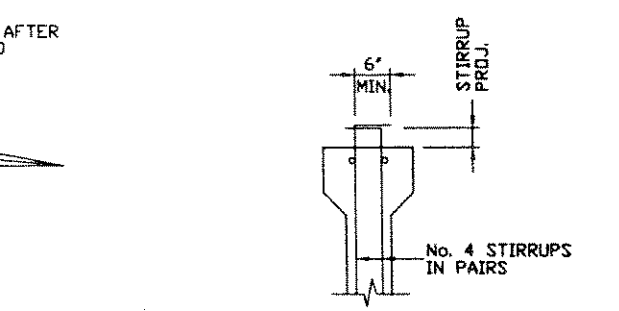 AFTER
6"
MIN.
STIRRUP
PROJ.
No. 4 STIRRUPS
IN PAIRS